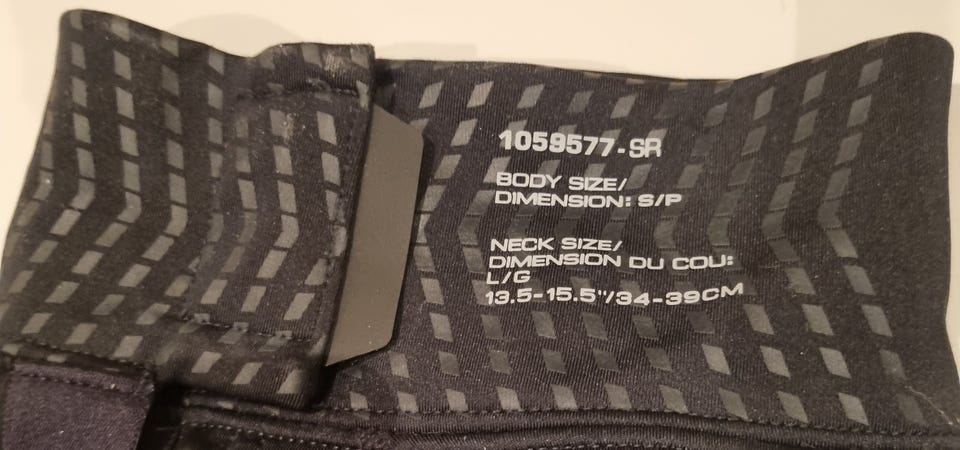 1059577-SR
BODY SIZE/
DIMENSION: S/P
NECK SIZE/
DIMENSION DU COU:
L/G
13.5-15.5"/34-39CM